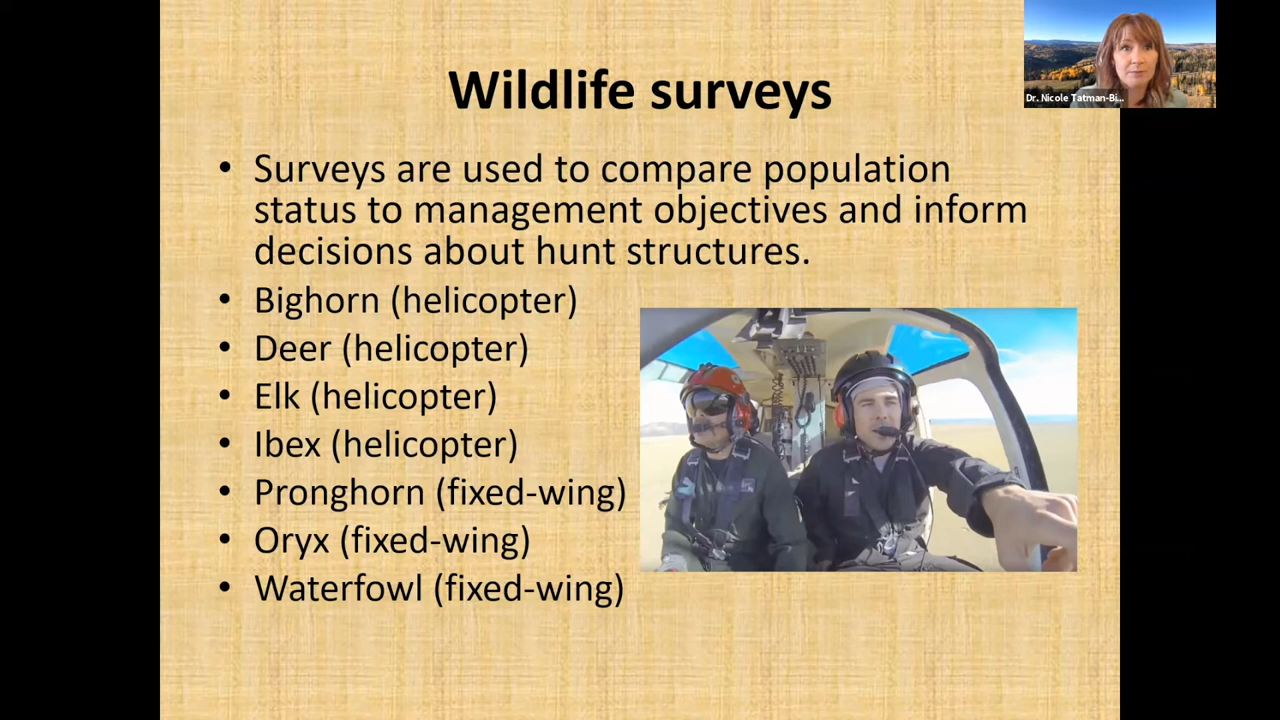 Wildlife surveys
Dr. Nicole Tatman-Bi...
• Surveys are used to compare population
status to management objectives and inform
decisions about hunt structures.
• Bighorn (helicopter)
• Deer (helicopter)
• Elk (helicopter)
• Ibex (helicopter)
• Pronghorn (fixed-wing)
• Oryx (fixed-wing)
• Waterfowl (fixed-wing)